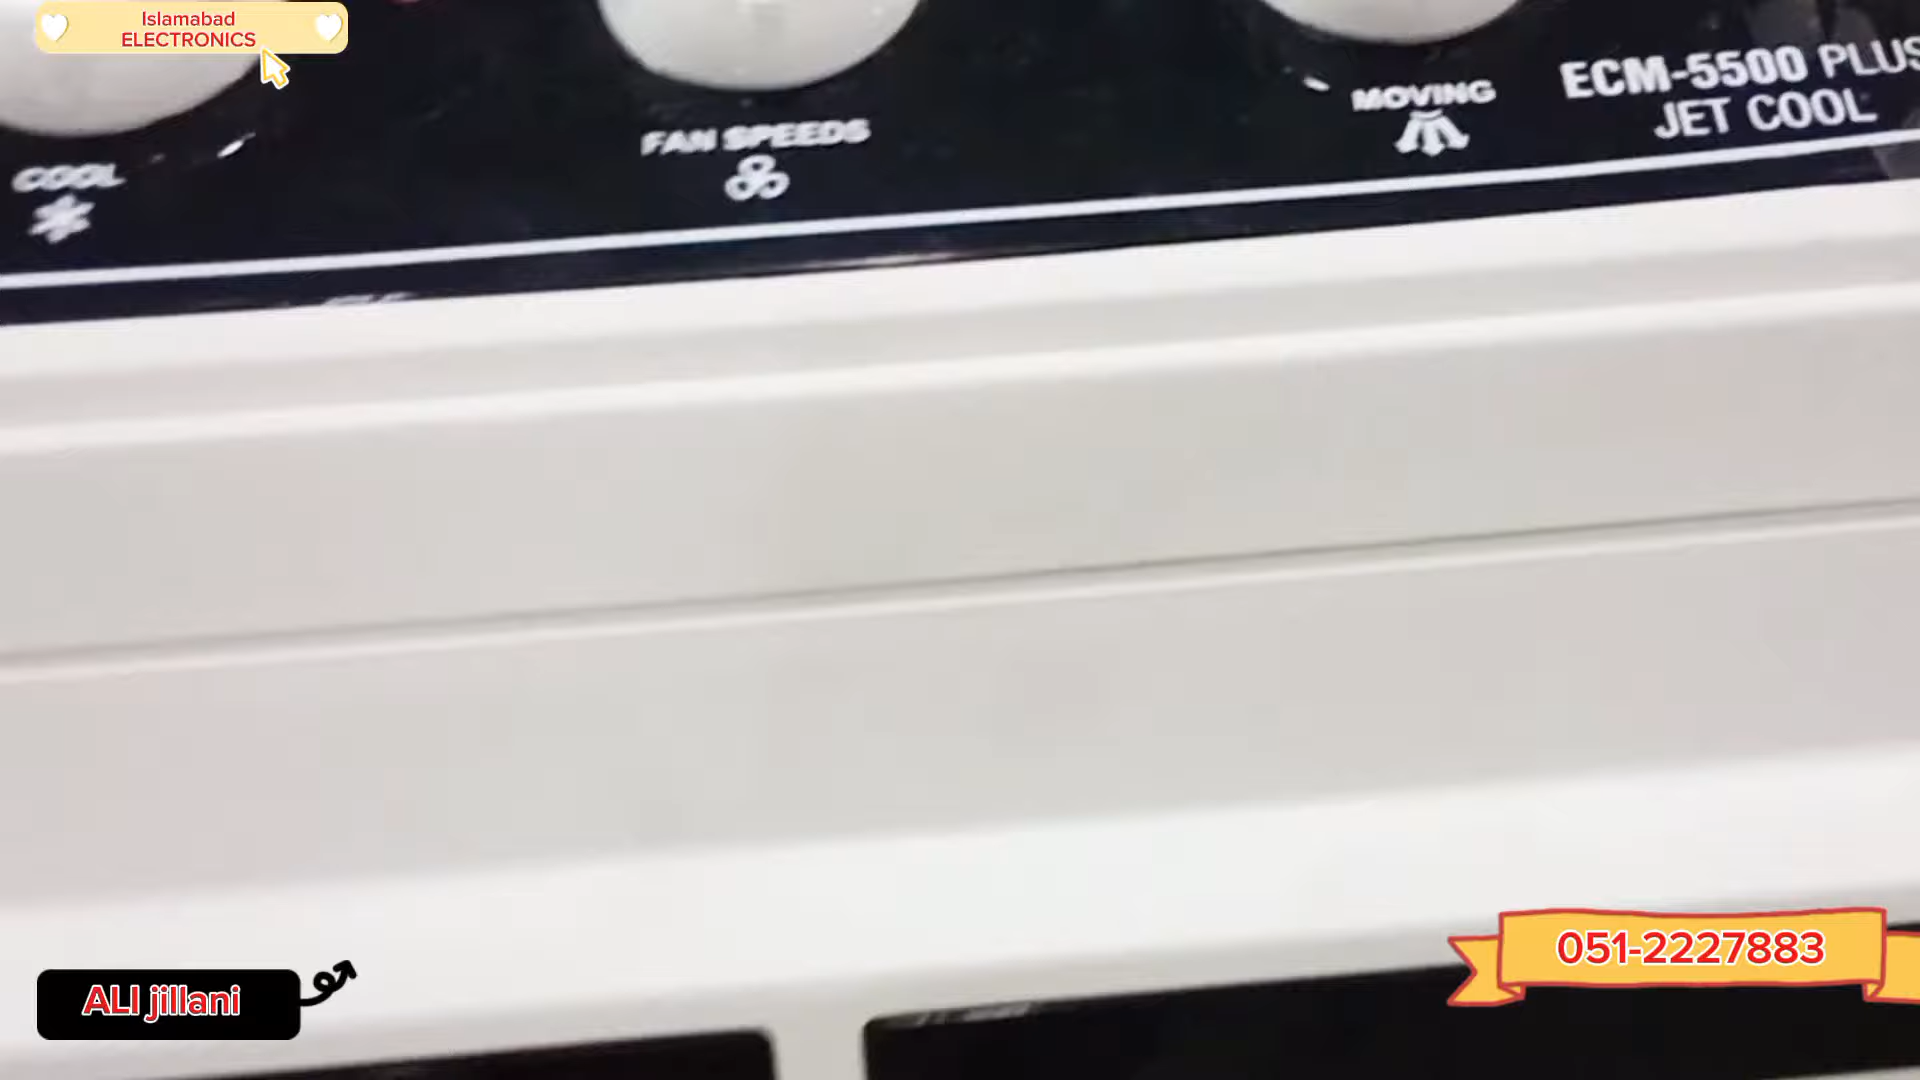 Islamabad
ELECTRONICS
COOL
FAN SPEEDS
MOVING
ECM-5500 PLUS
JET COOL
ALI jillani
051-2227883